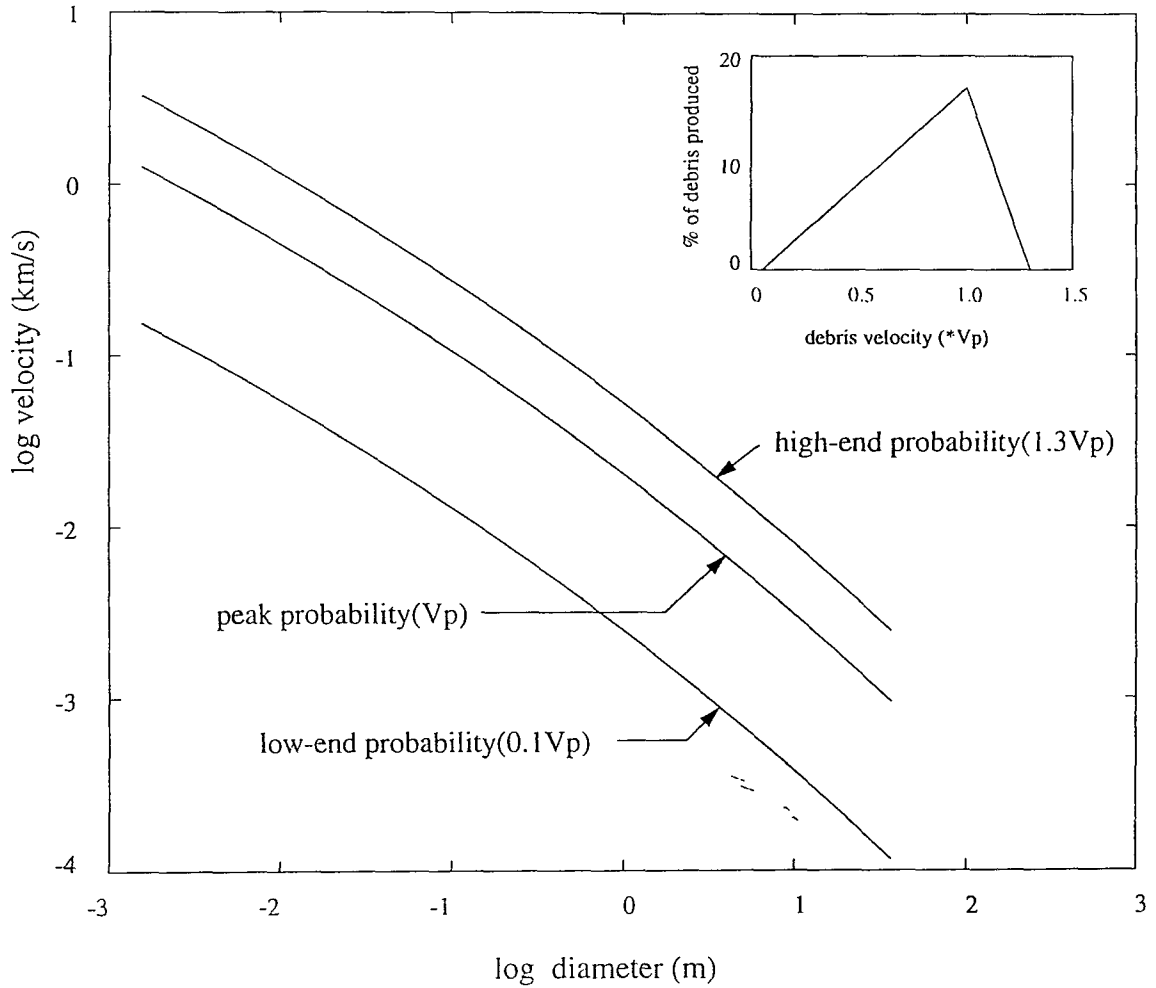 1
0
-1
-2
-3
-4
log velocity (km/s)
-3
-2
-1
0
1
2
3
log diameter (m)
20
10
0
% of debris produced
0
0.5
1.0
1.5
debris velocity (*Vp)
high-end probability(1.3Vp)
peak probability(Vp)
low-end probability(0.1Vp)